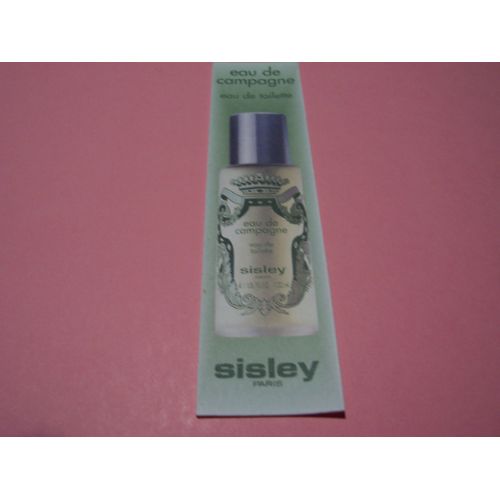 eau de
campagne
eau de toilette
eau de
campagne
eau de
toilette
sisley
sisley
PARIS